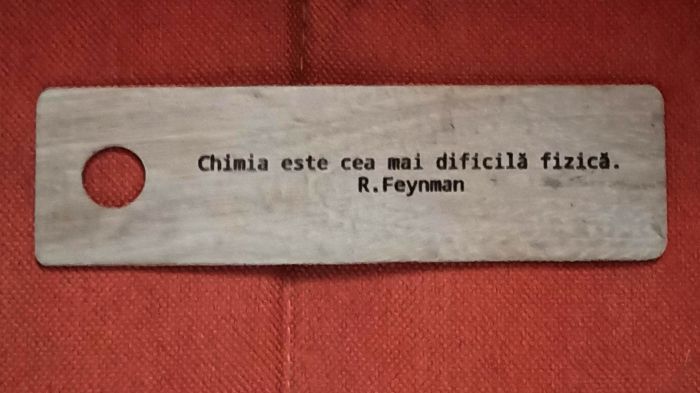 Chimia este cea mai dificilă fizică.
R.Feynman